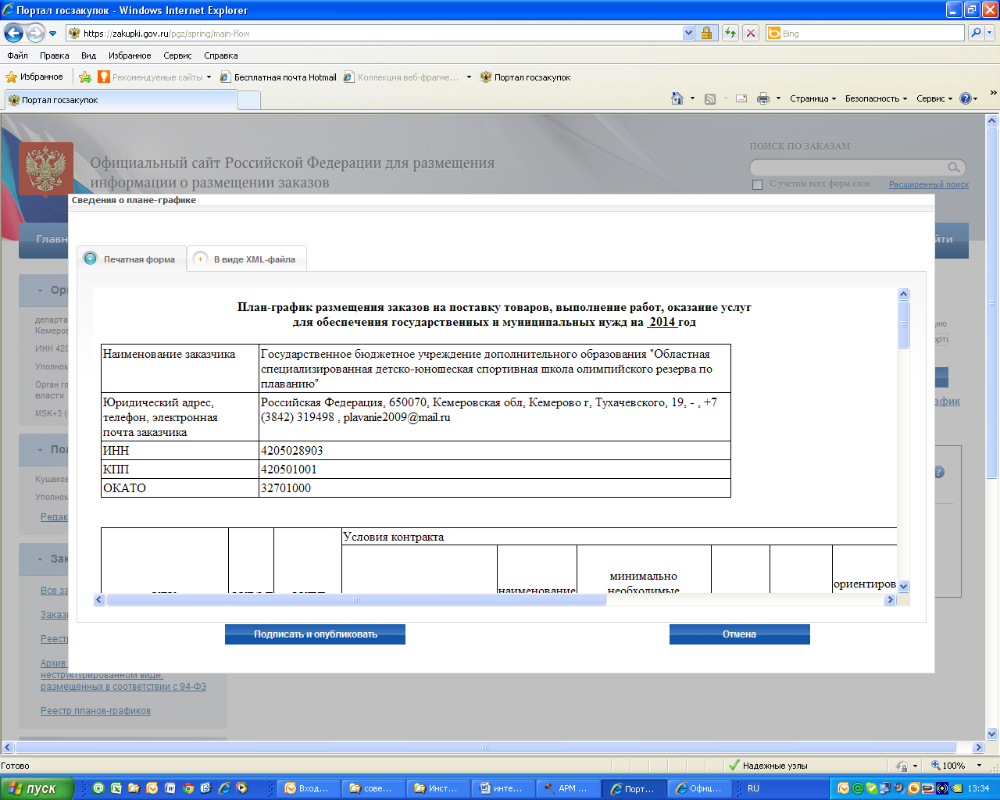 Портал госзакупок - Windows Internet Explorer
https://zakupki.gov.ru/pgz/spring/main-flow
Bing
Файл Правка Вид Избранное Сервис Справка
Избранное Рекомендуемые сайты Бесплатная почта Hotmail Коллекция веб-фрагме... Портал госзакупок
Портал госзакупок
Страница Безопасность Сервис
ПОИСК ПО ЗАКАЗАМ
Официальный сайт Российской Федерации для размещения
информации о размещении заказов
С учетом всех форм слов Расширенный поиск
Сведения о плане-графике
Главн
йти
Печатная форма В виде XML-файла
Ор
департа
Кемеров
ИНН 420
Уполном
Орган го
власти
MSK+3 (
цию
орти
афик
План-график размещения заказов на поставку товаров, выполнение работ, оказание услуг
для обеспечения государственных и муниципальных нужд на 2014 год
Наименование заказчика
Государственное бюджетное учреждение дополнительного образования "Областная
специализированная детско-юношеская спортивная школа олимпийского резерва по
плаванию"
Юридический адрес,
телефон, электронная
почта заказчика
Российская Федерация, 650070, Кемеровская обл, Кемерово г, Тухачевского, 19, - , +7
(3842) 319498 , plavanie2009@mail.ru
ИНН 4205028903
КПП 420501001
ОКАТО 32701000
Пол
Кушаков
Уполном
Редак
Условия контракта
наименование
минимально
необходимые
ориентиров
Зак
Все за
Заказ
Реест
Архив
неструктурированном виде,
размещенных в соответствии с 94-ФЗ
Реестр планов-графиков
Подписать и опубликовать Отмена
Готово Надежные узлы 100%
пуск Вход... сове... Инст... инте... АРМ ... Порт... Офиц... RU 13:34